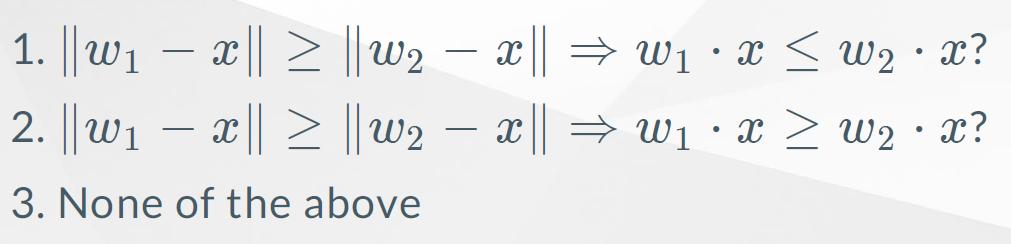 1. ‖w₁ − x‖ ≥ ‖w₂ − x‖ ⇒ w₁ · x ≤ w₂ · x?
2. ‖w₁ − x‖ ≥ ‖w₂ − x‖ ⇒ w₁ · x ≥ w₂ · x?
3. None of the above